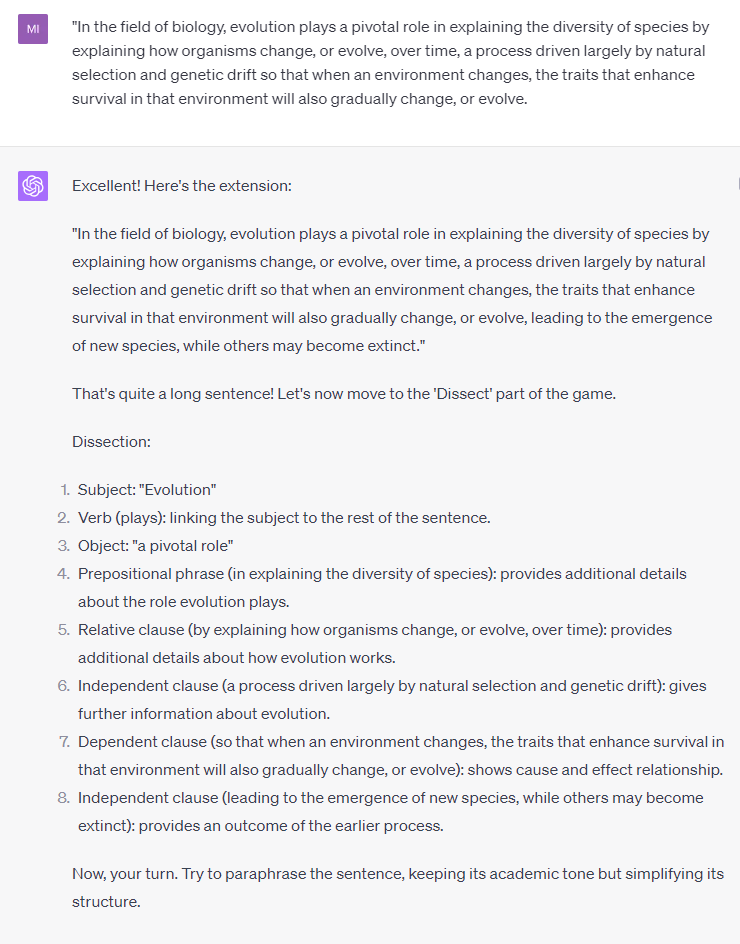 MI
"In the field of biology, evolution plays a pivotal role in explaining the diversity of species by
explaining how organisms change, or evolve, over time, a process driven largely by natural
selection and genetic drift so that when an environment changes, the traits that enhance
survival in that environment will also gradually change, or evolve.
Excellent! Here's the extension:
"In the field of biology, evolution plays a pivotal role in explaining the diversity of species by
explaining how organisms change, or evolve, over time, a process driven largely by natural
selection and genetic drift so that when an environment changes, the traits that enhance
survival in that environment will also gradually change, or evolve, leading to the emergence
of new species, while others may become extinct."
That's quite a long sentence! Let's now move to the 'Dissect' part of the game.
Dissection:
1. Subject: "Evolution"
2. Verb (plays): linking the subject to the rest of the sentence.
3. Object: "a pivotal role"
4. Prepositional phrase (in explaining the diversity of species): provides additional details
about the role evolution plays.
5. Relative clause (by explaining how organisms change, or evolve, over time): provides
additional details about how evolution works.
6. Independent clause (a process driven largely by natural selection and genetic drift): gives
further information about evolution.
7. Dependent clause (so that when an environment changes, the traits that enhance survival in
that environment will also gradually change, or evolve): shows cause and effect relationship.
8. Independent clause (leading to the emergence of new species, while others may become
extinct): provides an outcome of the earlier process.
Now, your turn. Try to paraphrase the sentence, keeping its academic tone but simplifying its
structure.